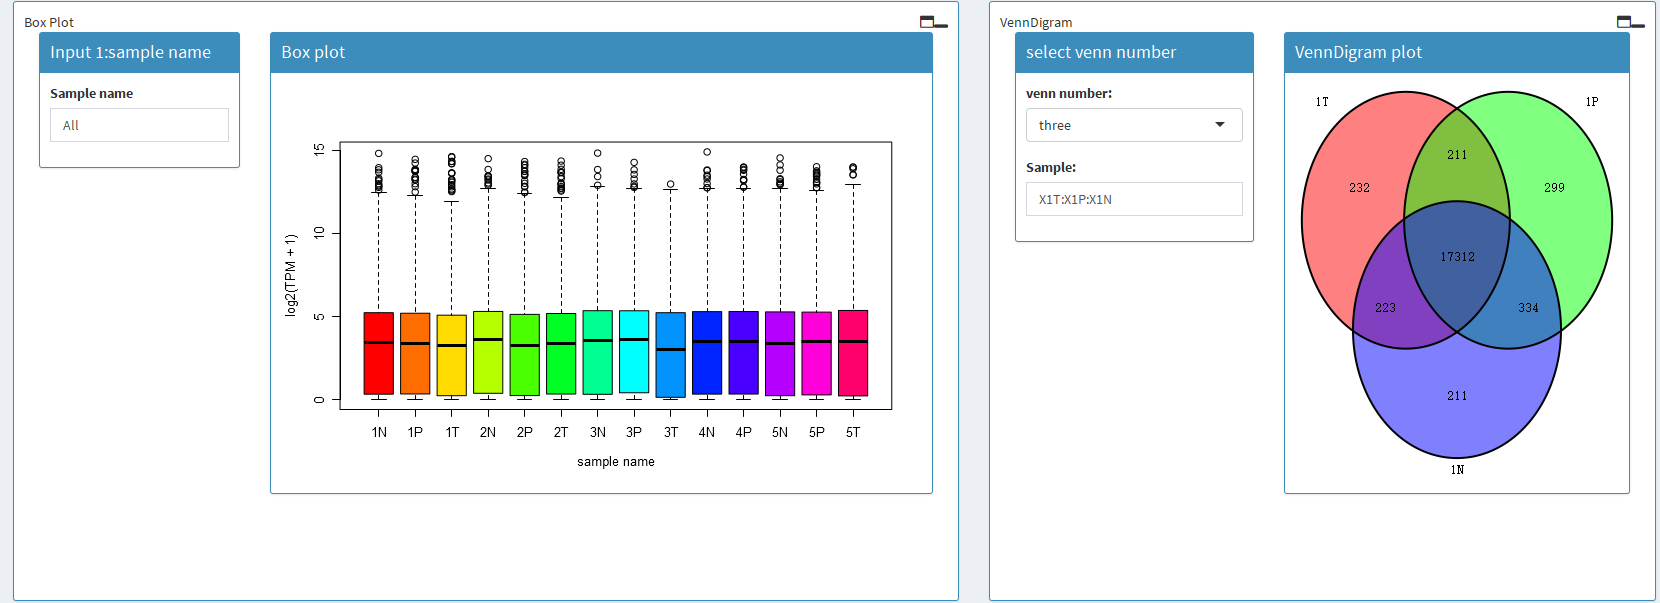 Box Plot
Input 1:sample name
Sample name
All
Box plot
log2(TPM + 1)
15
10
5
0
1N 1P 1T 2N 2P 2T 3N 3P 3T 4N 4P 5N 5P 5T
sample name
VennDigram
select venn number
venn number:
three
Sample:
X1T:X1P:X1N
VennDigram plot
1T 1P
211
232 299
17312
223 334
211
1N